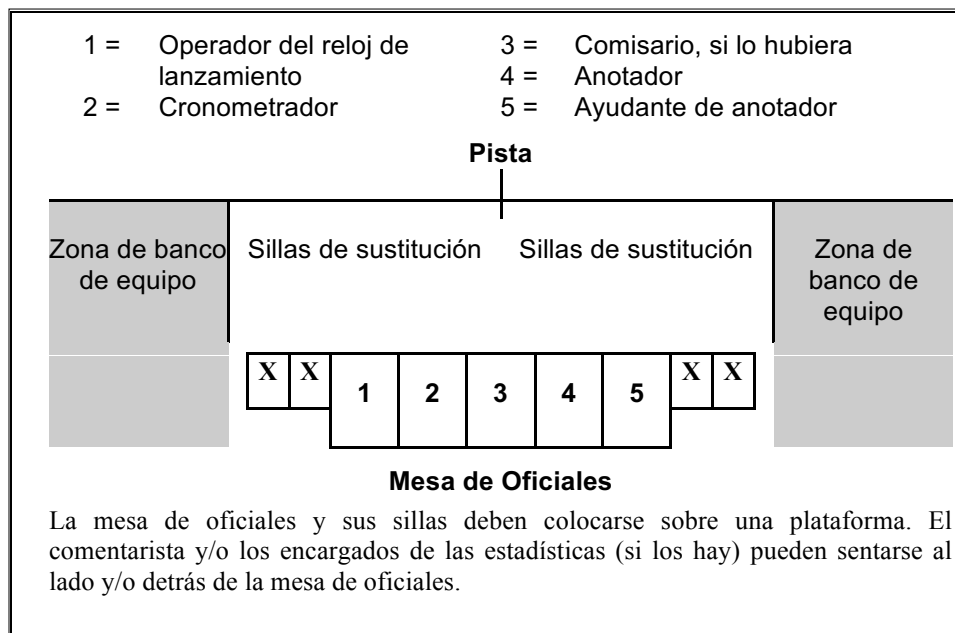 1 = Operador del reloj de
lanzamiento
2 = Cronometrador
3 = Comisario, si lo hubiera
4 = Anotador
5 = Ayudante de anotador
Pista
Zona de banco
de equipo
Sillas de sustitución
Sillas de sustitución
Zona de
banco de
equipo
X X 1 2 3 4 5 X X
Mesa de Oficiales
La mesa de oficiales y sus sillas deben colocarse sobre una plataforma. El
comentarista y/o los encargados de las estadísticas (si los hay) pueden sentarse al
lado y/o detrás de la mesa de oficiales.